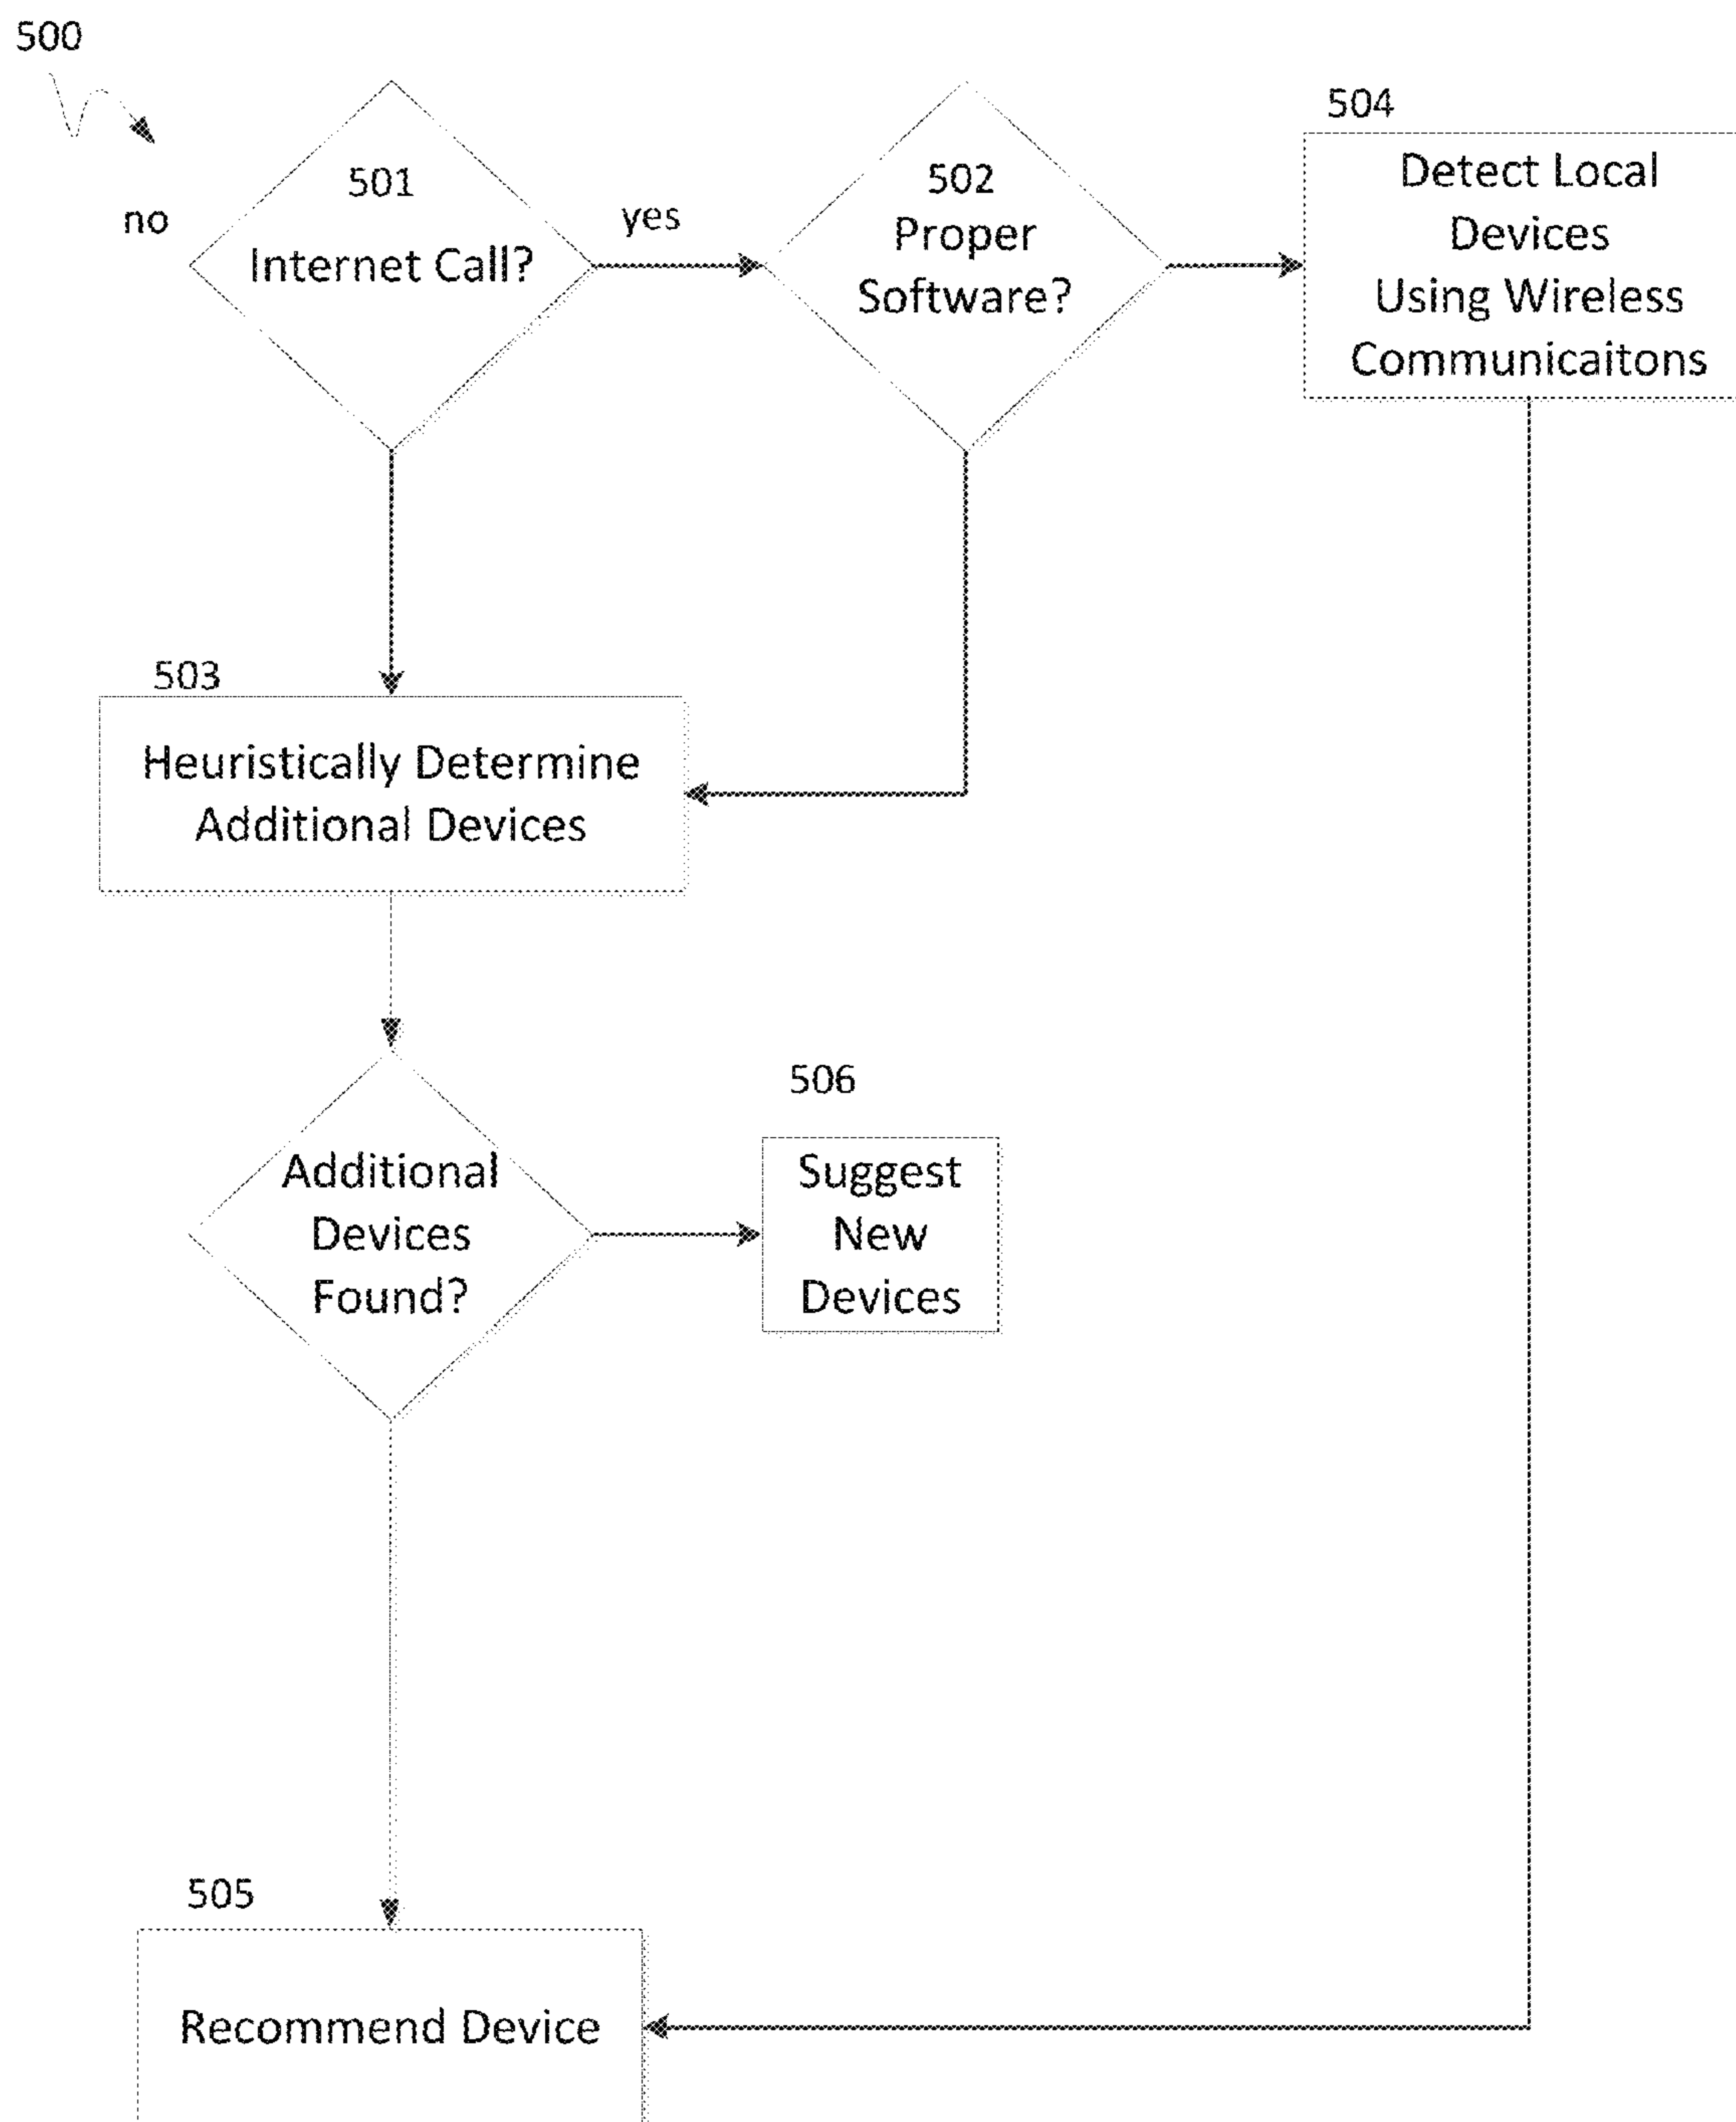 500
501
Internet Call?
no
yes
502
Proper
Software?
504
Detect Local
Devices
Using Wireless
Communicaitons
503
Heuristically Determine
Additional Devices
Additional
Devices
Found?
506
Suggest
New
Devices
505
Recommend Device